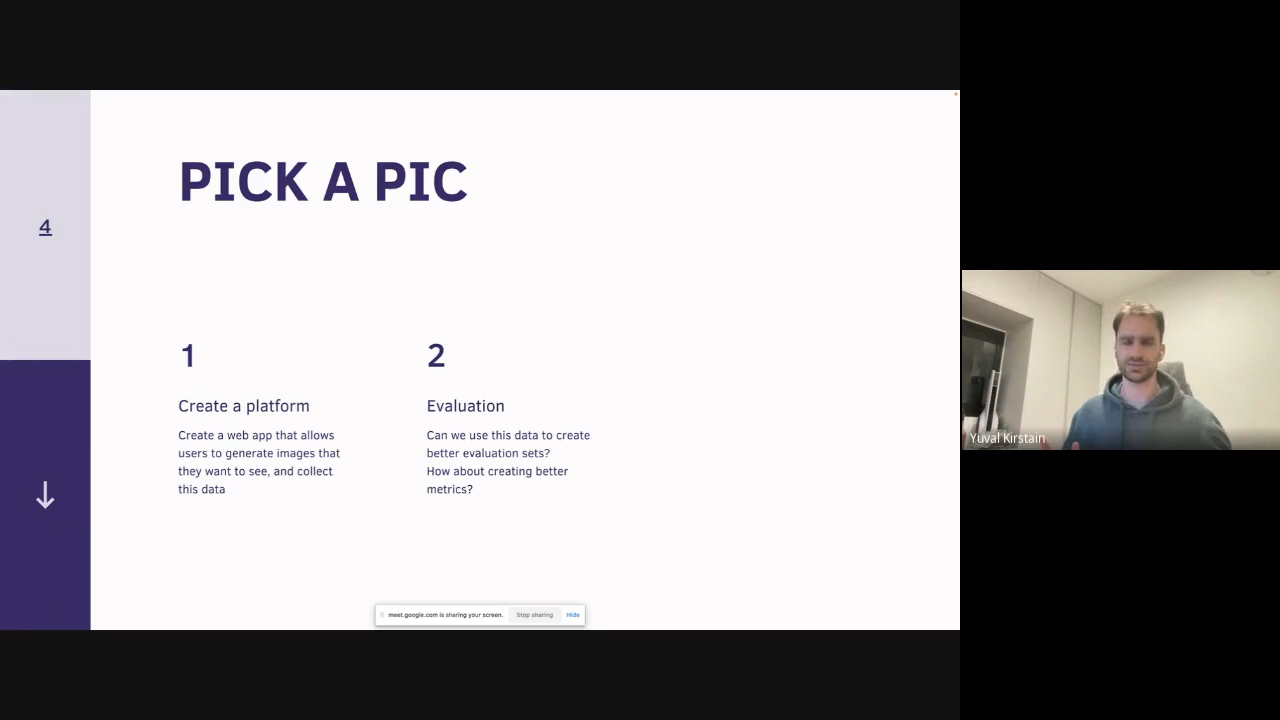 PICK A PIC
4
1
Create a platform
Create a web app that allows
users to generate images that
they want to see, and collect
this data
2
Evaluation
Can we use this data to create
better evaluation sets?
How about creating better
metrics?
meet.google.com is sharing your screen. Stop sharing Hide
Yuval Kirstain